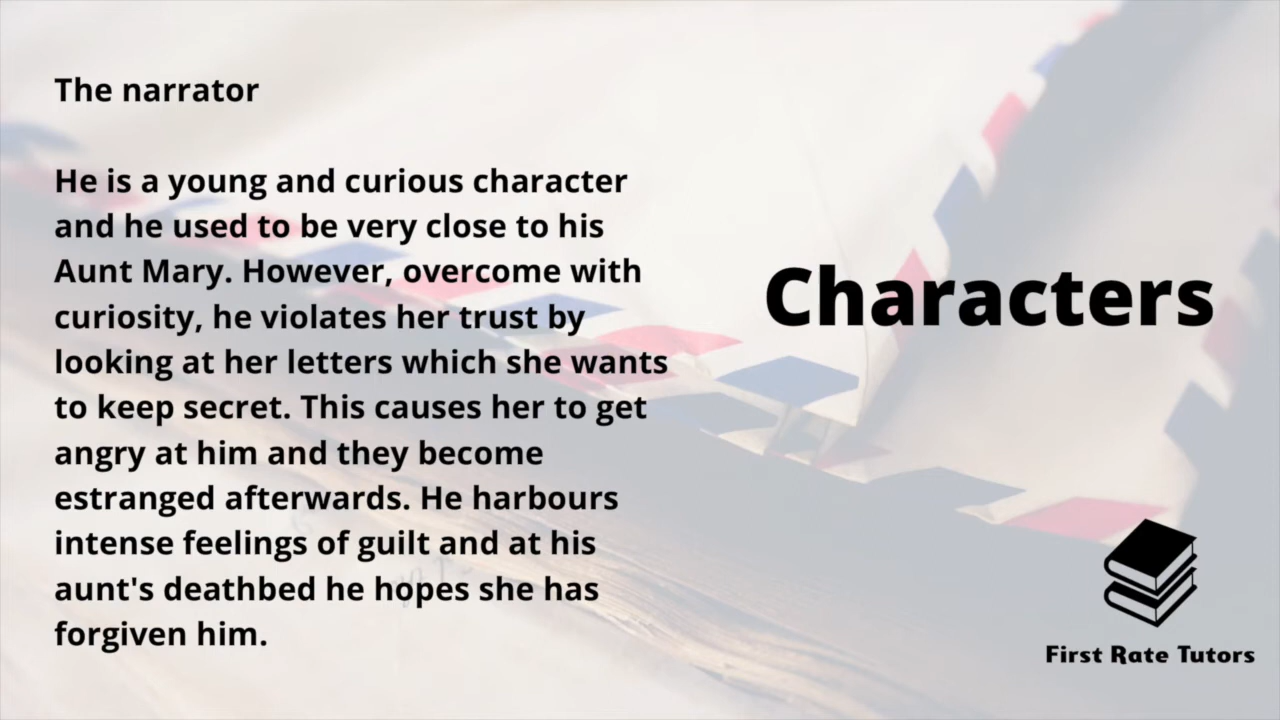 The narrator
He is a young and curious character
and he used to be very close to his
Aunt Mary. However, overcome with
curiosity, he violates her trust by
looking at her letters which she wants
to keep secret. This causes her to get
angry at him and they become
estranged afterwards. He harbours
intense feelings of guilt and at his
aunt's deathbed he hopes she has
forgiven him.
Characters
First Rate Tutors